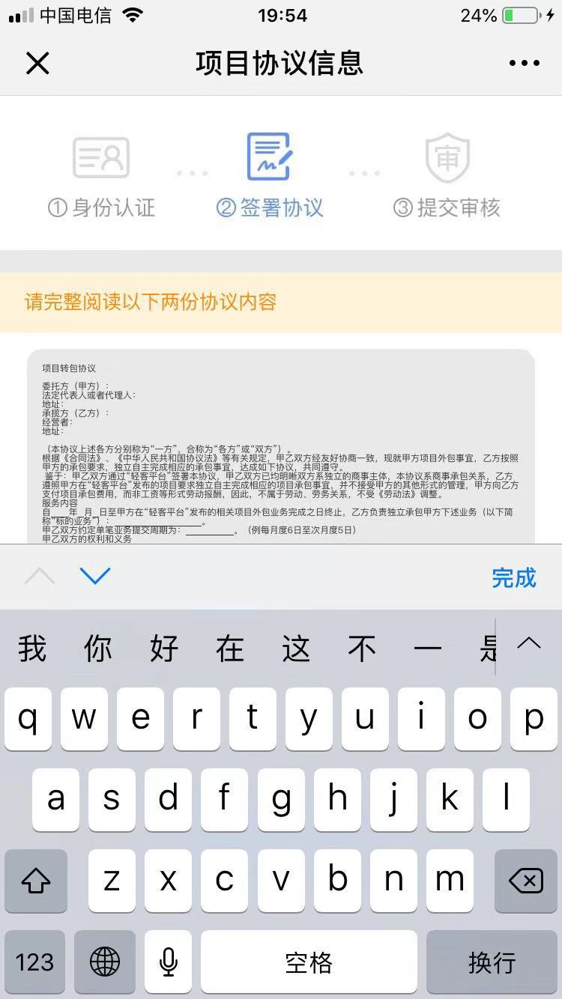 中国电信
19:54
24%
项目协议信息
①身份认证
②签署协议
审
③提交审核
请完整阅读以下两份协议内容
项目转包协议
委托方（甲方）：
法定代表人或者代理人：
地址：
承揽方（乙方）：
经营者：
地址：
（本协议上述各方分别称为“一方”，合称为“各方”或“双方”）。
根据《合同法》、《中华人民共和国协议法》等有关规定，甲乙双方经友好协商一致，现就甲方项目外包事宜，乙方按照
甲方的承包要求，独立自主完成相应的承包事宜，达成如下协议，共同遵守。
鉴于：甲乙双方通过“轻客平台”签署本协议，甲乙双方已均明晰双方系独立的商事主体，本协议系商事承包关系，乙方
遵照甲方在“轻客平台”发布的项目要求独立自主完成相应的项目承包事宜，并不接受甲方的其他形式的管理，甲方向乙方
支付项目承包费用，而非工资等形式劳动报酬，因此，不属于劳动、劳务关系，不受《劳动法》调整。
服务内容
自____年__月__日至甲方在“轻客平台”发布的相关项目外包业务完成之日终止，乙方负责独立承包甲方下述业务（以下简
称“标的业务”）：____________________。
甲乙双方约定单笔业务提交周期为：__________。（例每月度6日至次月度5日）
甲乙双方的权利和义务
完成
我 你 好 在 这 不 一 是
q w e r t y u i o p
a s d f g h j k l
z x c v b n m
123 空格 换行